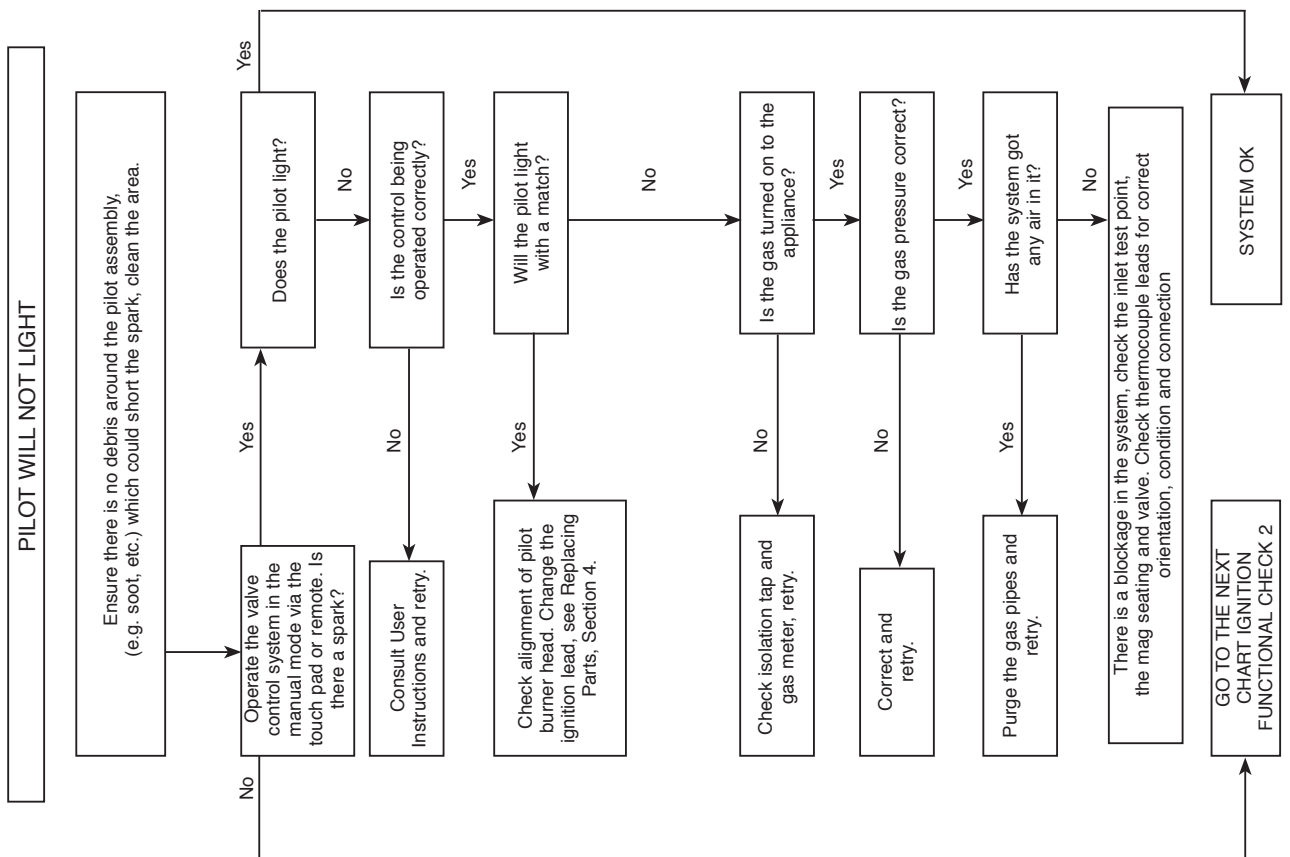 PILOT WILL NOT LIGHT
Ensure there is no debris around the pilot assembly,
(e.g. soot, etc.) which could short the spark, clean the area.
Operate the valve
control system in the
manual mode via the
touch pad or remote. Is
there a spark?
No
Yes
Does the pilot light?
Yes
No
Is the control being
operated correctly?
No
Consult User
Instructions and retry.
Yes
Will the pilot light
with a match?
Yes
Check alignment of pilot
burner head. Change the
ignition lead, see Replacing
Parts, Section 4.
No
Is the gas turned on to the
appliance?
No
Check isolation tap and
gas meter, retry.
Yes
Is the gas pressure correct?
No
Correct and
retry.
Yes
Has the system got
any air in it?
Yes
Purge the gas pipes and
retry.
No
There is a blockage in the system, check the inlet test point,
the mag seating and valve. Check thermocouple leads for correct
orientation, condition and connection
GO TO THE NEXT
CHART IGNITION
FUNCTIONAL CHECK 2
SYSTEM OK